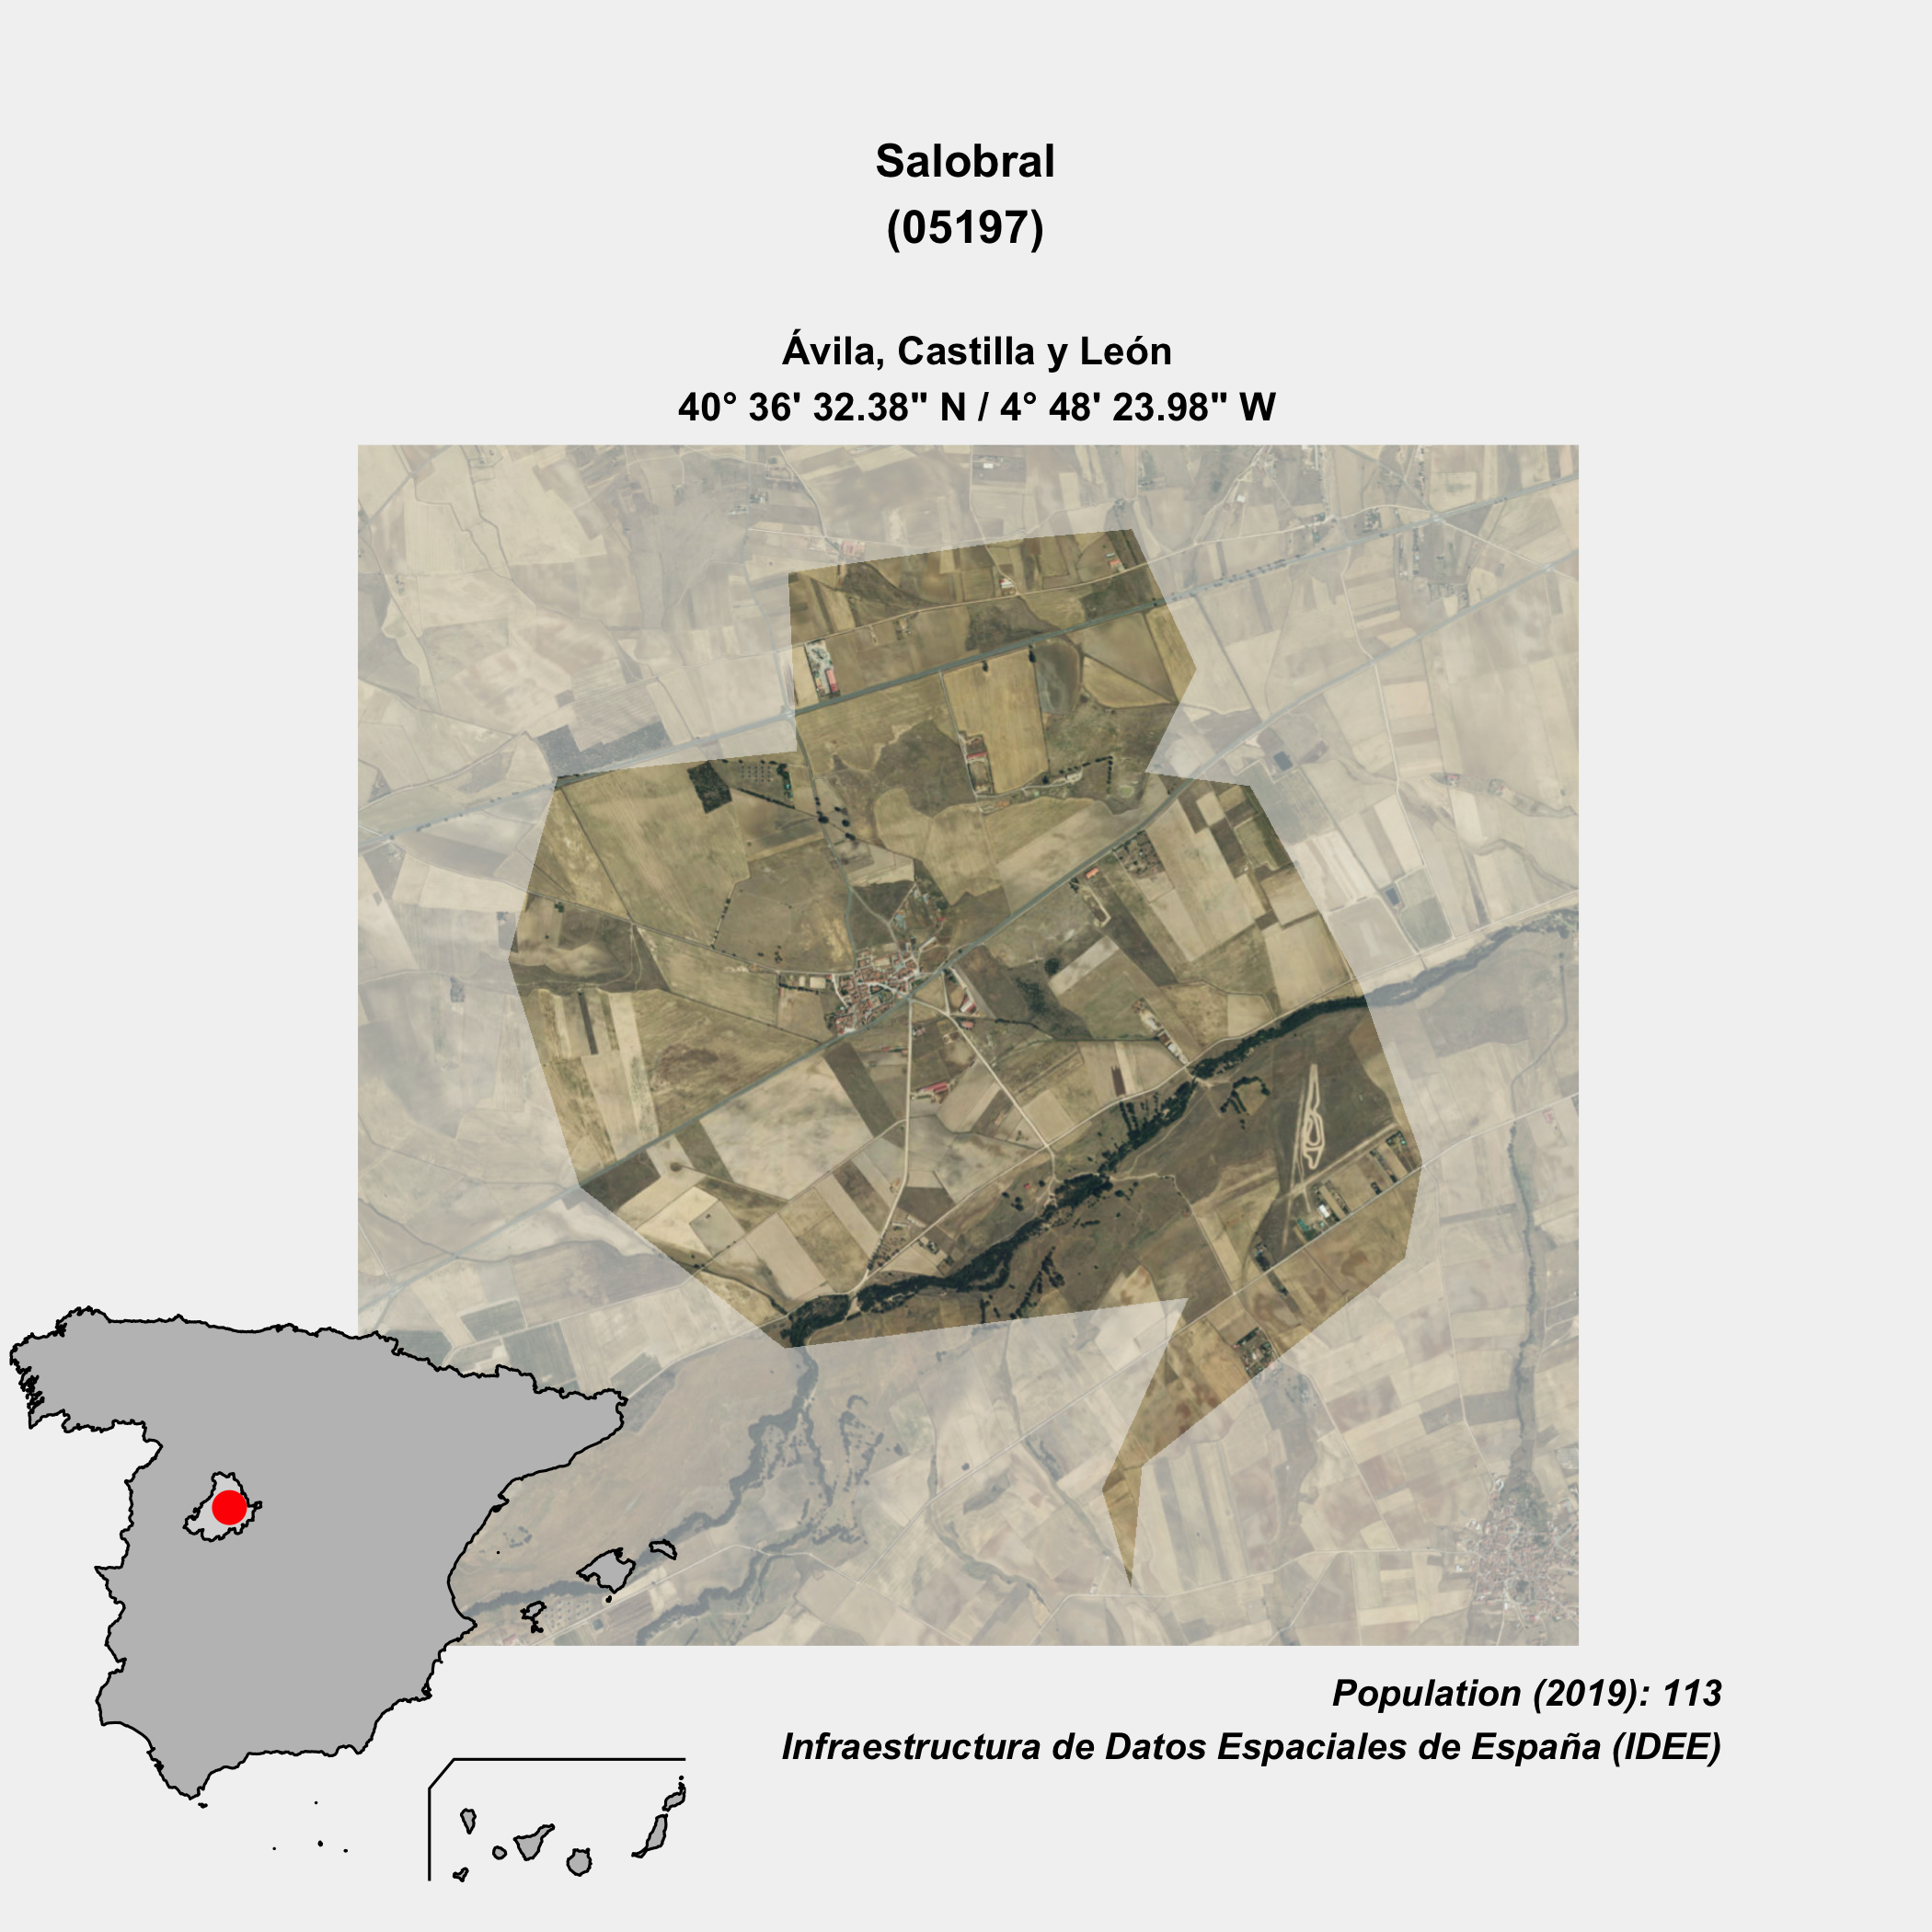 Salobral
(05197)
Ávila, Castilla y León
40° 36' 32.38" N / 4° 48' 23.98" W
Population (2019): 113
Infraestructura de Datos Espaciales de España (IDEE)